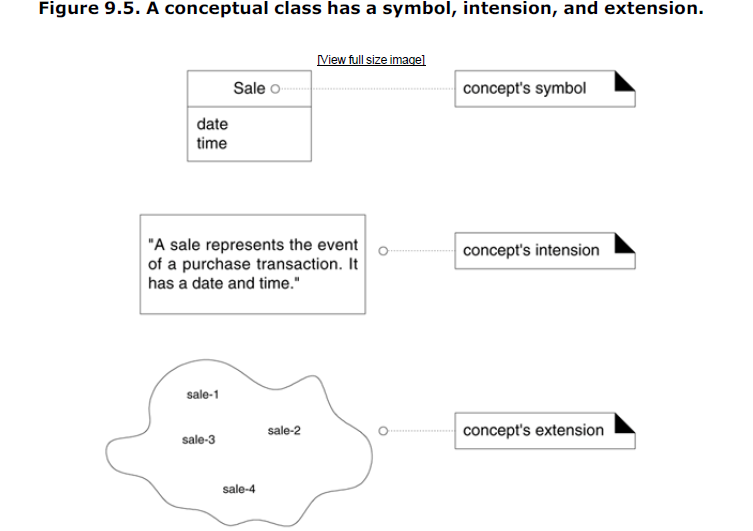 Figure 9.5. A conceptual class has a symbol, intension, and extension.
[View full size image]
Sale
concept's symbol
date
time
"A sale represents the event
of a purchase transaction. It
has a date and time."
concept's intension
sale-1
sale-2
sale-3
sale-4
concept's extension